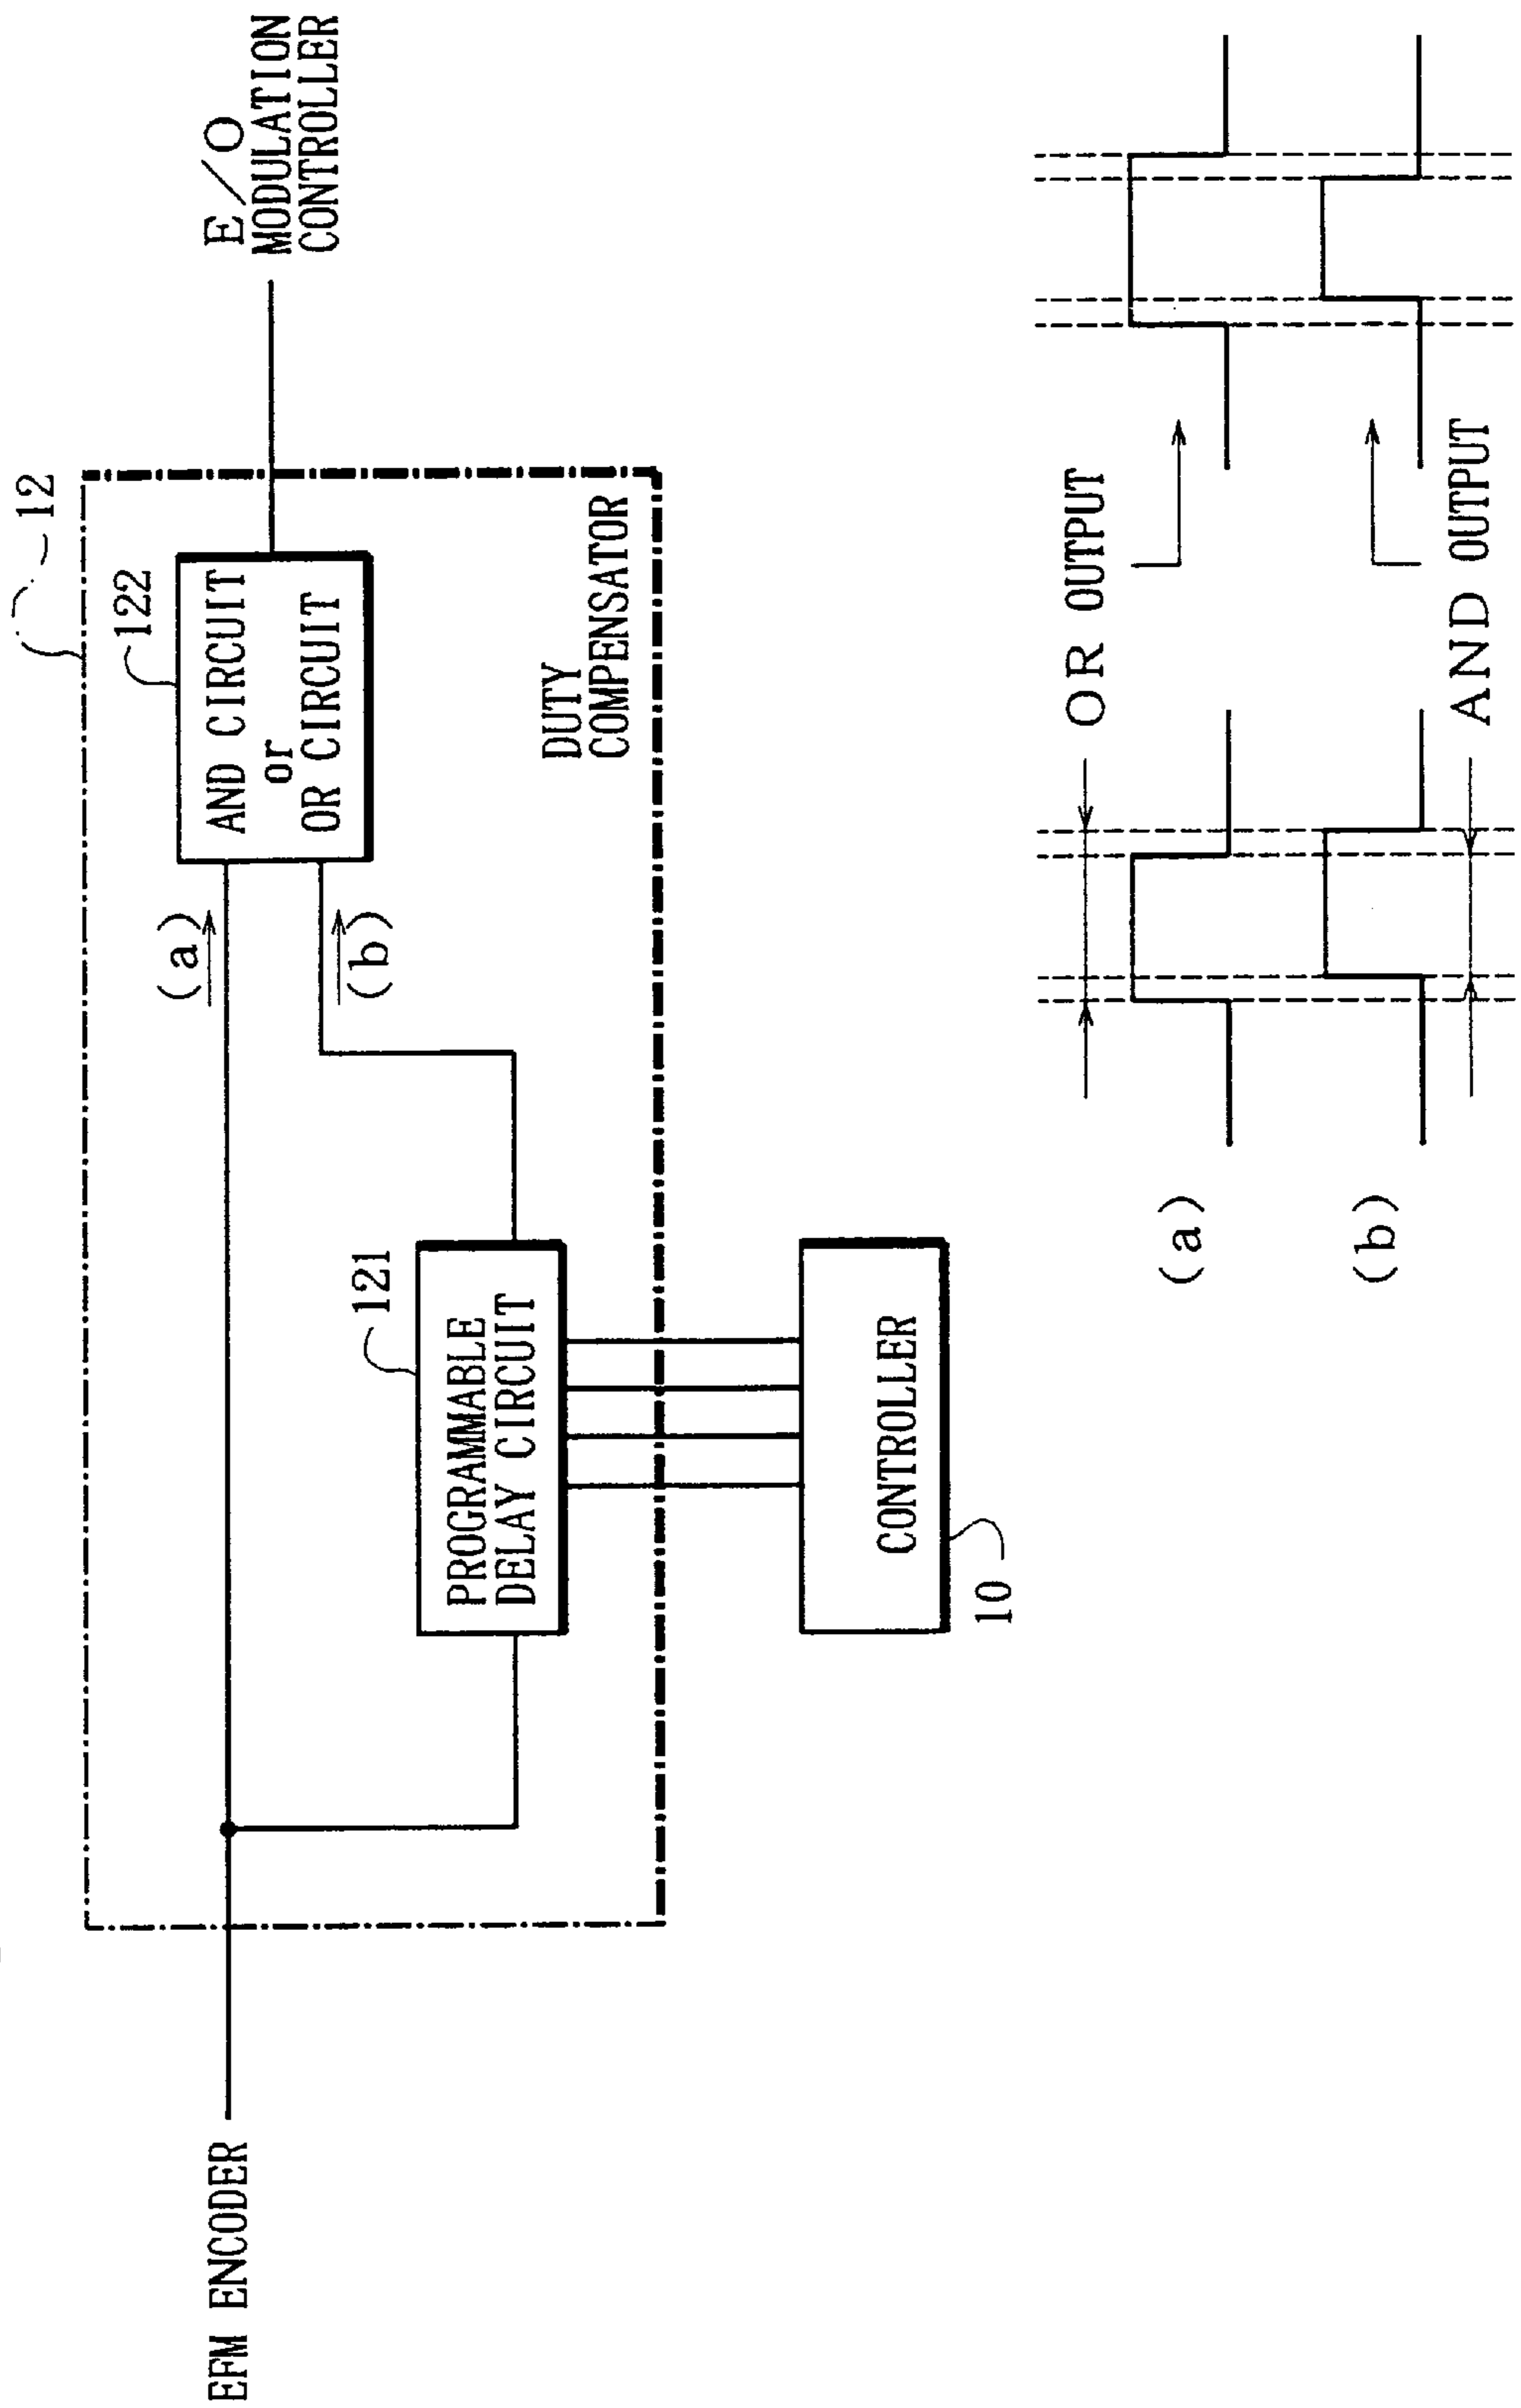 12
122
AND CIRCUIT
or
OR CIRCUIT
E/O
MODULATION
CONTROLLER
(a)
(b)
EFM ENCODER
121
PROGRAMMABLE
DELAY CIRCUIT
DUTY
COMPENSATOR
CONTROLLER
10
OR OUTPUT
(a)
(b)
AND OUTPUT